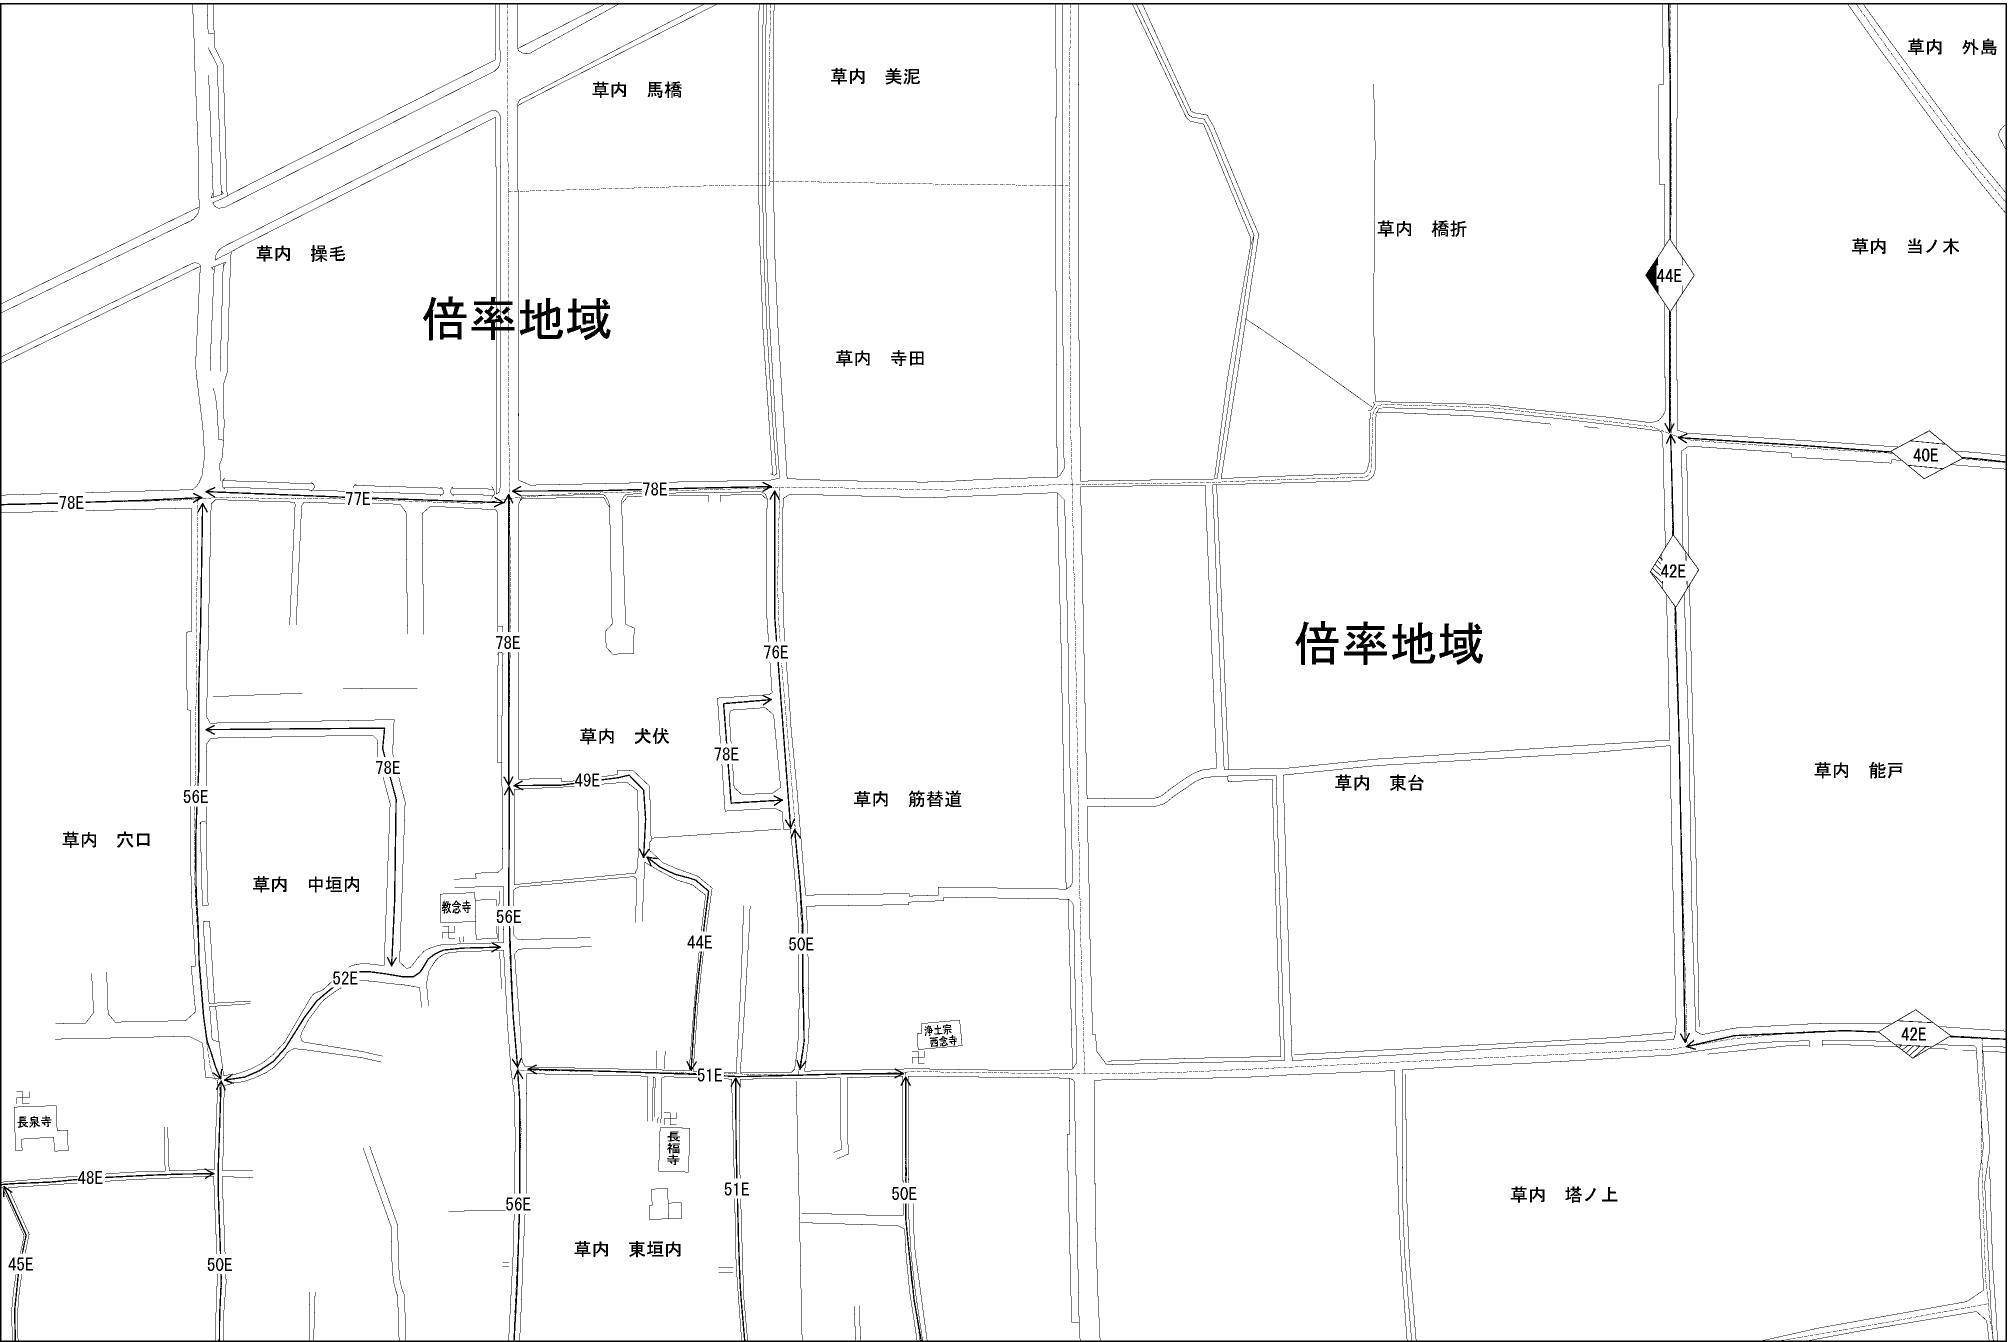 草内　外島
草内　美泥
草内　馬橋
草内　橋折
草内　当ノ木
草内　操毛
44E
倍率地域
草内　寺田
40E
78E
77E
78E
42E
78E
76E
倍率地域
草内　犬伏
78E
78E
49E
草内　東台
草内　能戸
56E
草内　筋替道
草内　穴口
草内　中垣内
教念寺
56E
44E
50E
52E
浄土宗
西念寺
42E
51E
長泉寺
長福寺
48E
51E
50E
56E
草内　塔ノ上
草内　東垣内
45E
50E